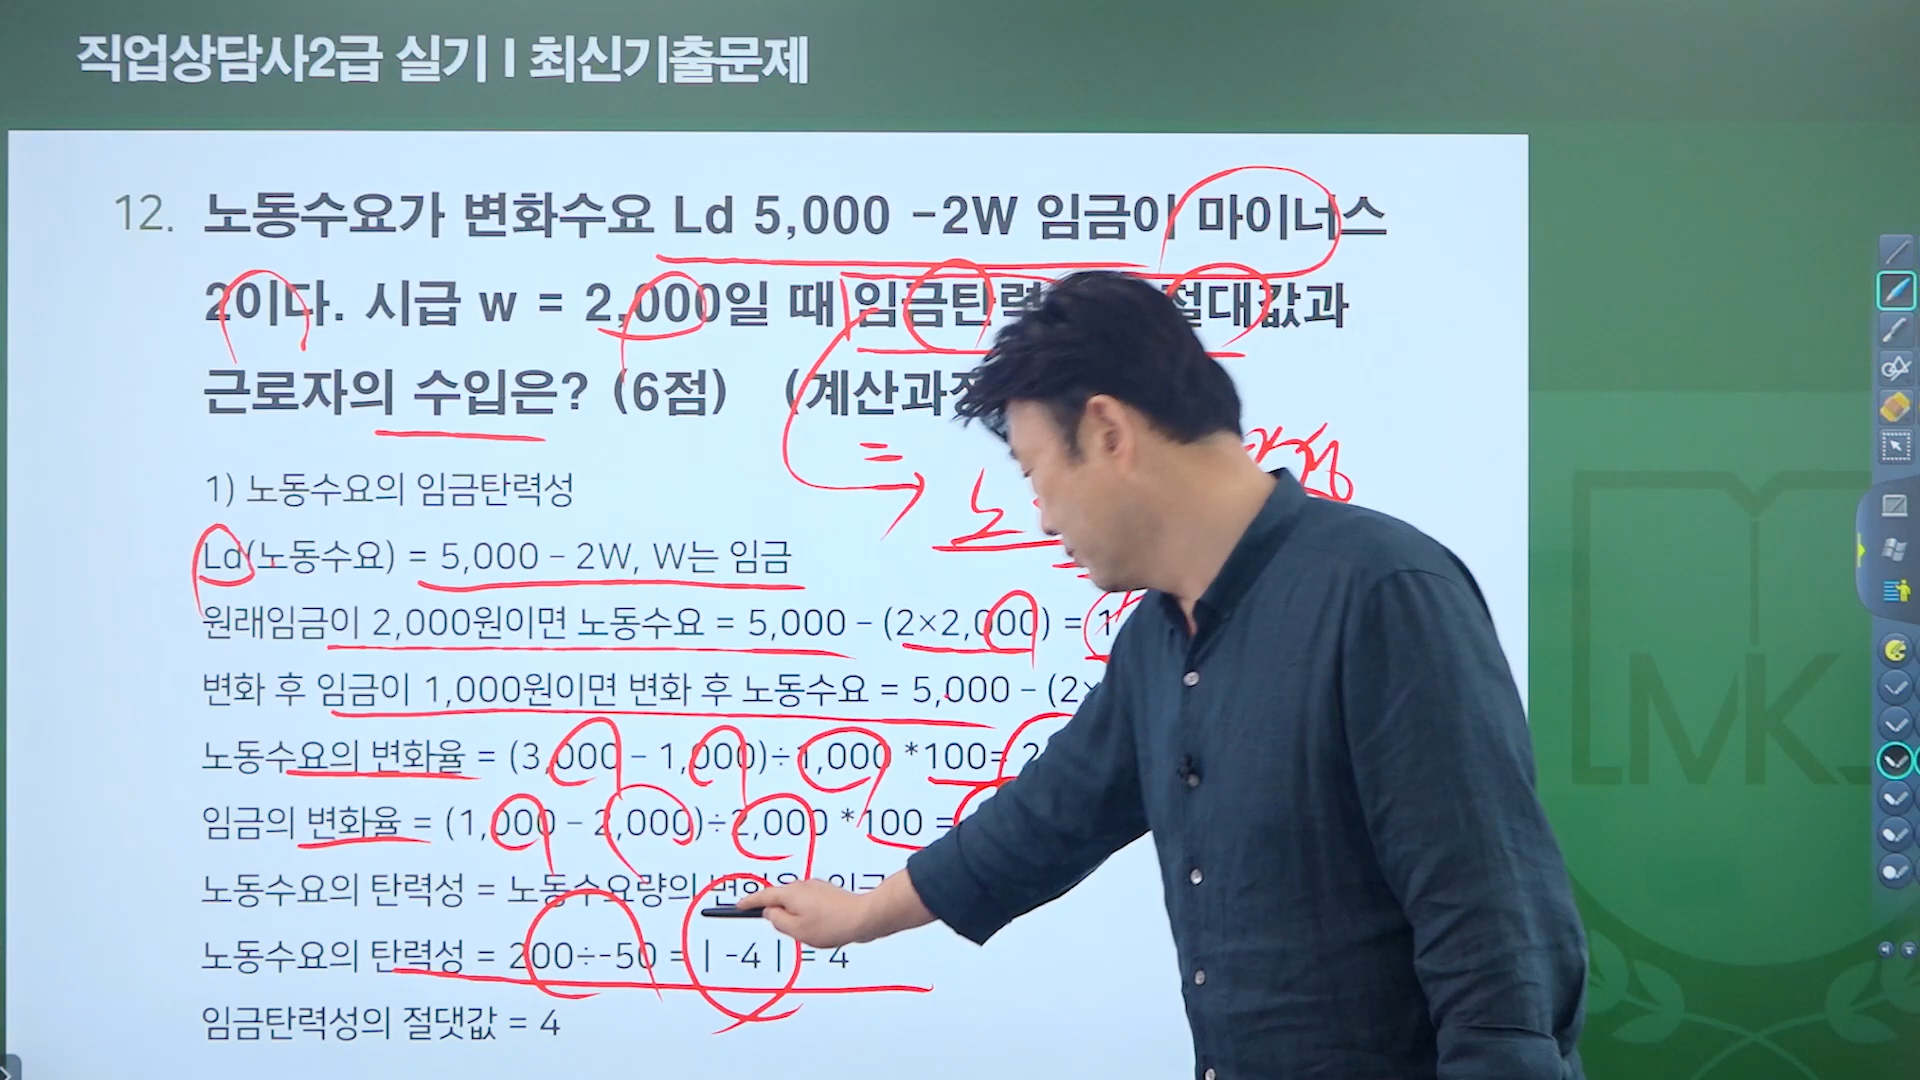 직업상담사2급 실기 I 최신기출문제
12. 노동수요가 변화수요 Ld 5,000 -2W 임금이 마이너스
2이다. 시급 w = 2,000일 때 임금탄력 절대값과
근로자의 수입은? (6점) (계산과정
1) 노동수요의 임금탄력성
Ld(노동수요) = 5,000 - 2W, W는 임금
원래임금이 2,000원이면 노동수요 = 5,000 - (2×2,000) = 1
변화 후 임금이 1,000원이면 변화 후 노동수요 = 5,000 - (2×
노동수요의 변화율 = (3,000 - 1,000)÷1,000 *100= 2
임금의 변화율 = (1,000 - 2,000)÷2,000 *100 =
노동수요의 탄력성 = 노동수요량의 변화율 임금
노동수요의 탄력성 = 200÷-50 = | -4 | = 4
임금탄력성의 절댓값 = 4
MK